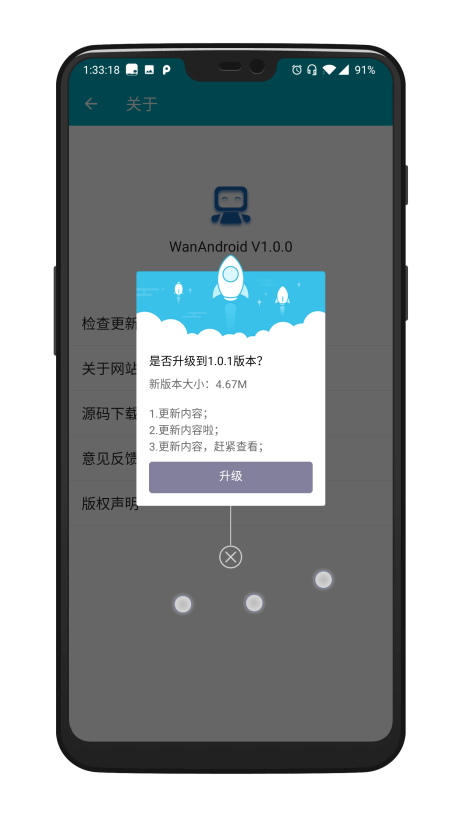 1:33:18
91%
关于
WanAndroid V1.0.0
检查更新
关于网站
源码下载
意见反馈
版权声明
是否升级到1.0.1版本?
新版本大小：4.67M
1.更新内容；
2.更新内容啦；
3.更新内容，赶紧查看；
升级